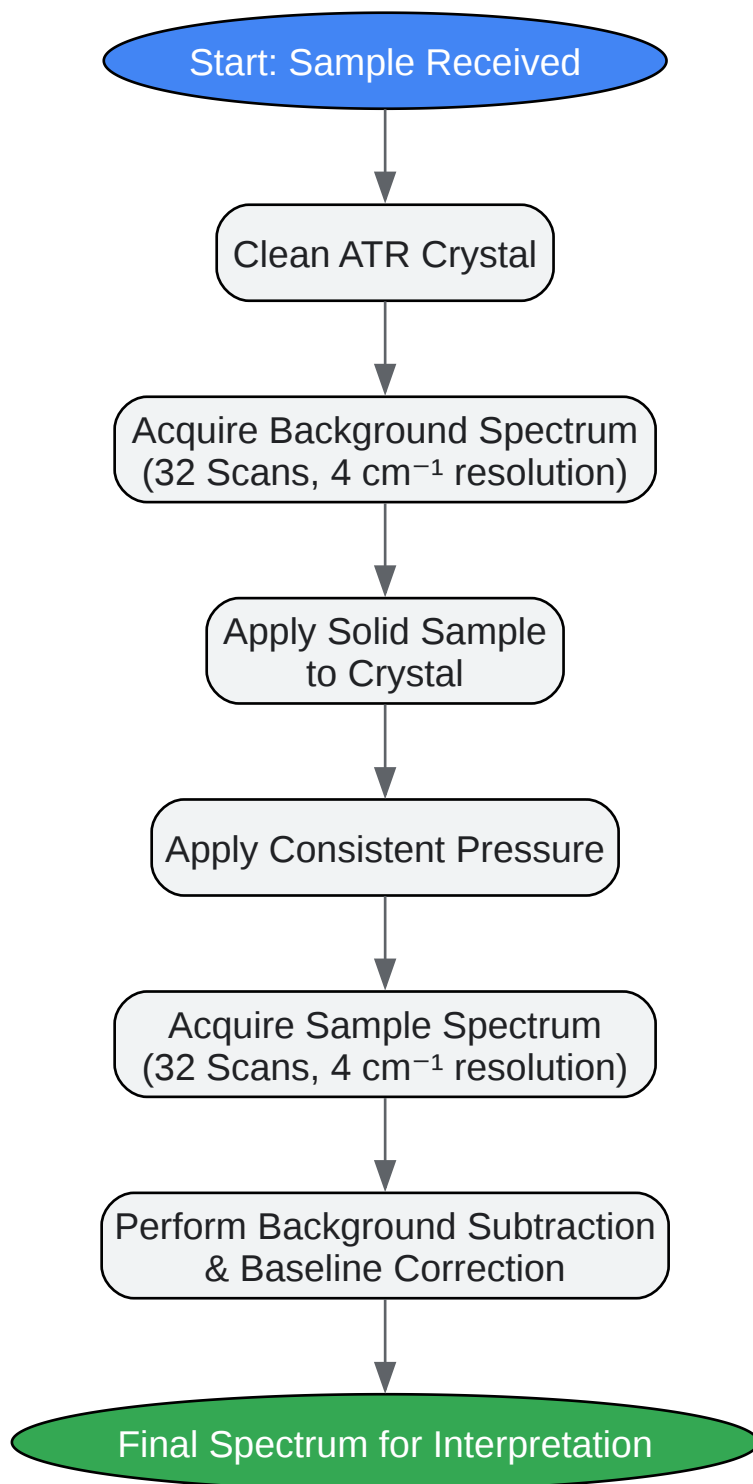 Start: Sample Received
Clean ATR Crystal
Acquire Background Spectrum
(32 Scans, 4 cm⁻¹ resolution)
Apply Solid Sample
to Crystal
Apply Consistent Pressure
Acquire Sample Spectrum
(32 Scans, 4 cm⁻¹ resolution)
Perform Background Subtraction
& Baseline Correction
Final Spectrum for Interpretation